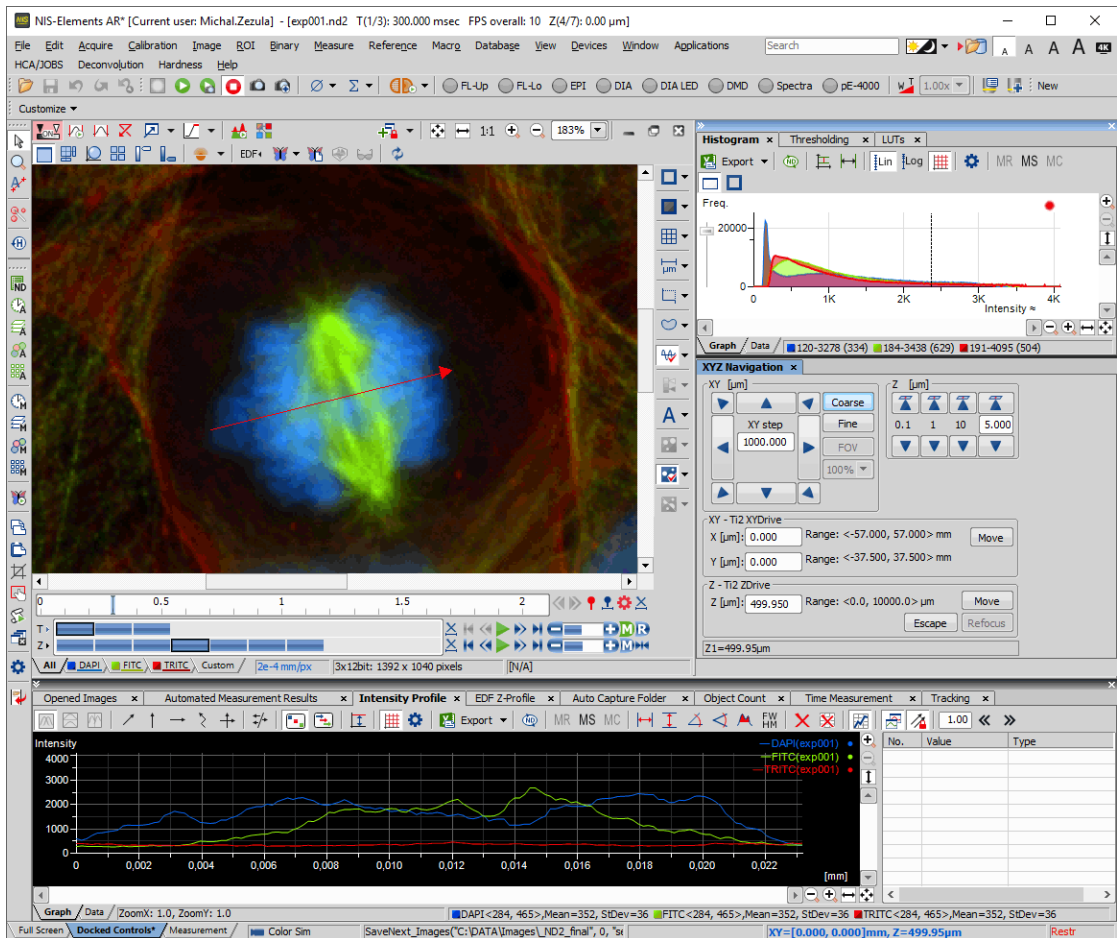 NIS-Elements AR* [Current user: Michal.Zezula] - [exp001.nd2 T(1/3): 300.000 msec FPS overall: 10 Z(4/7): 0.00 µm]
File Edit Acquire Calibration Image ROI Binary Measure Reference Macro Database View Devices Window Applications Search A A A A 4K
HCA/JOBS Deconvolution Hardness Help
FL-Up FL-Lo EPI DIA DIA LED DMD Spectra pE-4000 1.00x New
Customize
1:1 183%
EDF
Histogram x Thresholding x LUTs x
Export ND Lin Log MR MS MC
Freq.
20000
0
0 1K 2K 3K 4K
Intensity ≈
Graph Data 120-3278 (334) 184-3438 (629) 191-4095 (504)
XYZ Navigation x
XY [µm] Z [µm]
Coarse
XY step Fine 0.1 1 10 5.000
1000.000
FOV
100%
XY - Ti2 XYDrive
X [µm]: 0.000 Range: <-57.000, 57.000> mm Move
Y [µm]: 0.000 Range: <-37.500, 37.500> mm
Z - Ti2 ZDrive
Z [µm]: 499.950 Range: <0.0, 10000.0> µm Move
Escape Refocus
Z1=499.95µm
0 0.5 1 1.5 2
T M R
Z M
All DAPI FITC TRITC Custom 2e-4 mm/px 3x12bit: 1392 x 1040 pixels [N/A]
Opened Images x Automated Measurement Results x Intensity Profile x EDF Z-Profile x Auto Capture Folder x Object Count x Time Measurement x Tracking x
Export ND MR MS MC FW HM 1.00
Intensity
4000
3000
2000
1000
0
DAPI(exp001)
FITC(exp001)
TRITC(exp001)
0 0,002 0,004 0,006 0,008 0,010 0,012 0,014 0,016 0,018 0,020 0,022
[mm]
No. Value Type
Graph Data ZoomX: 1.0, ZoomY: 1.0 DAPI<284, 465>,Mean=352, StDev=36 FITC<284, 465>,Mean=352, StDev=36 TRITC<284, 465>,Mean=352, StDev=36
Full Screen Docked Controls* Measurement Color Sim SaveNext_Images("C:\DATA\Images\_ND2_final", 0, "se XY=[0.000, 0.000]mm, Z=499.95µm Restr